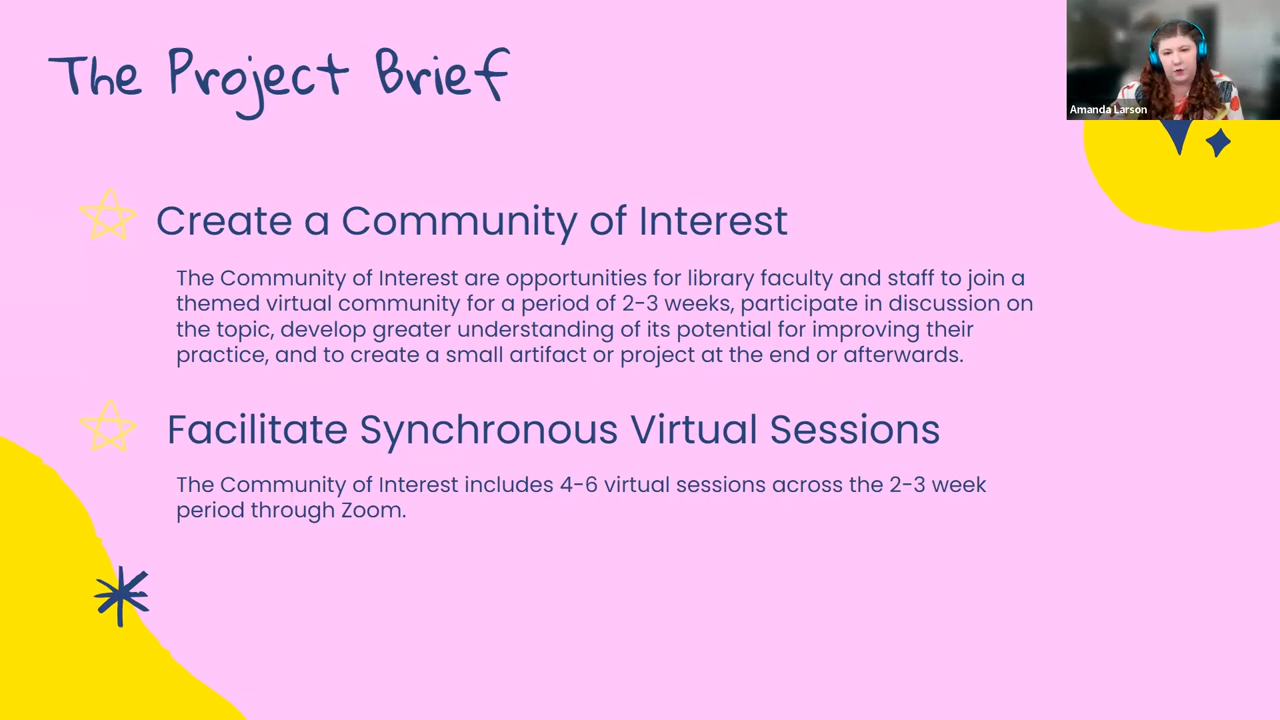 The Project Brief
Amanda Larson
Create a Community of Interest
The Community of Interest are opportunities for library faculty and staff to join a
themed virtual community for a period of 2-3 weeks, participate in discussion on
the topic, develop greater understanding of its potential for improving their
practice, and to create a small artifact or project at the end or afterwards.
Facilitate Synchronous Virtual Sessions
The Community of Interest includes 4-6 virtual sessions across the 2-3 week
period through Zoom.